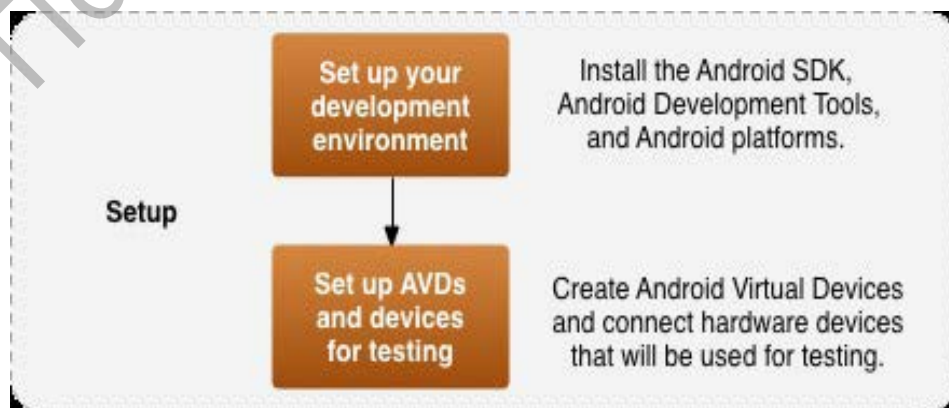 Set up your
development
environment
Install the Android SDK,
Android Development Tools,
and Android platforms.
Setup
Set up AVDs
and devices
for testing
Create Android Virtual Devices
and connect hardware devices
that will be used for testing.